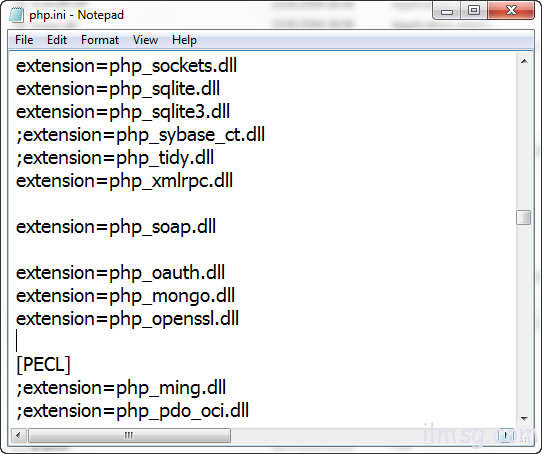 php.ini - Notepad
File Edit Format View Help
extension=php_sockets.dll
extension=php_sqlite.dll
extension=php_sqlite3.dll
;extension=php_sybase_ct.dll
;extension=php_tidy.dll
extension=php_xmlrpc.dll
extension=php_soap.dll
extension=php_oauth.dll
extension=php_mongo.dll
extension=php_openssl.dll
[PECL]
;extension=php_ming.dll
;extension=php_pdo_oci.dll
ilmsg.com